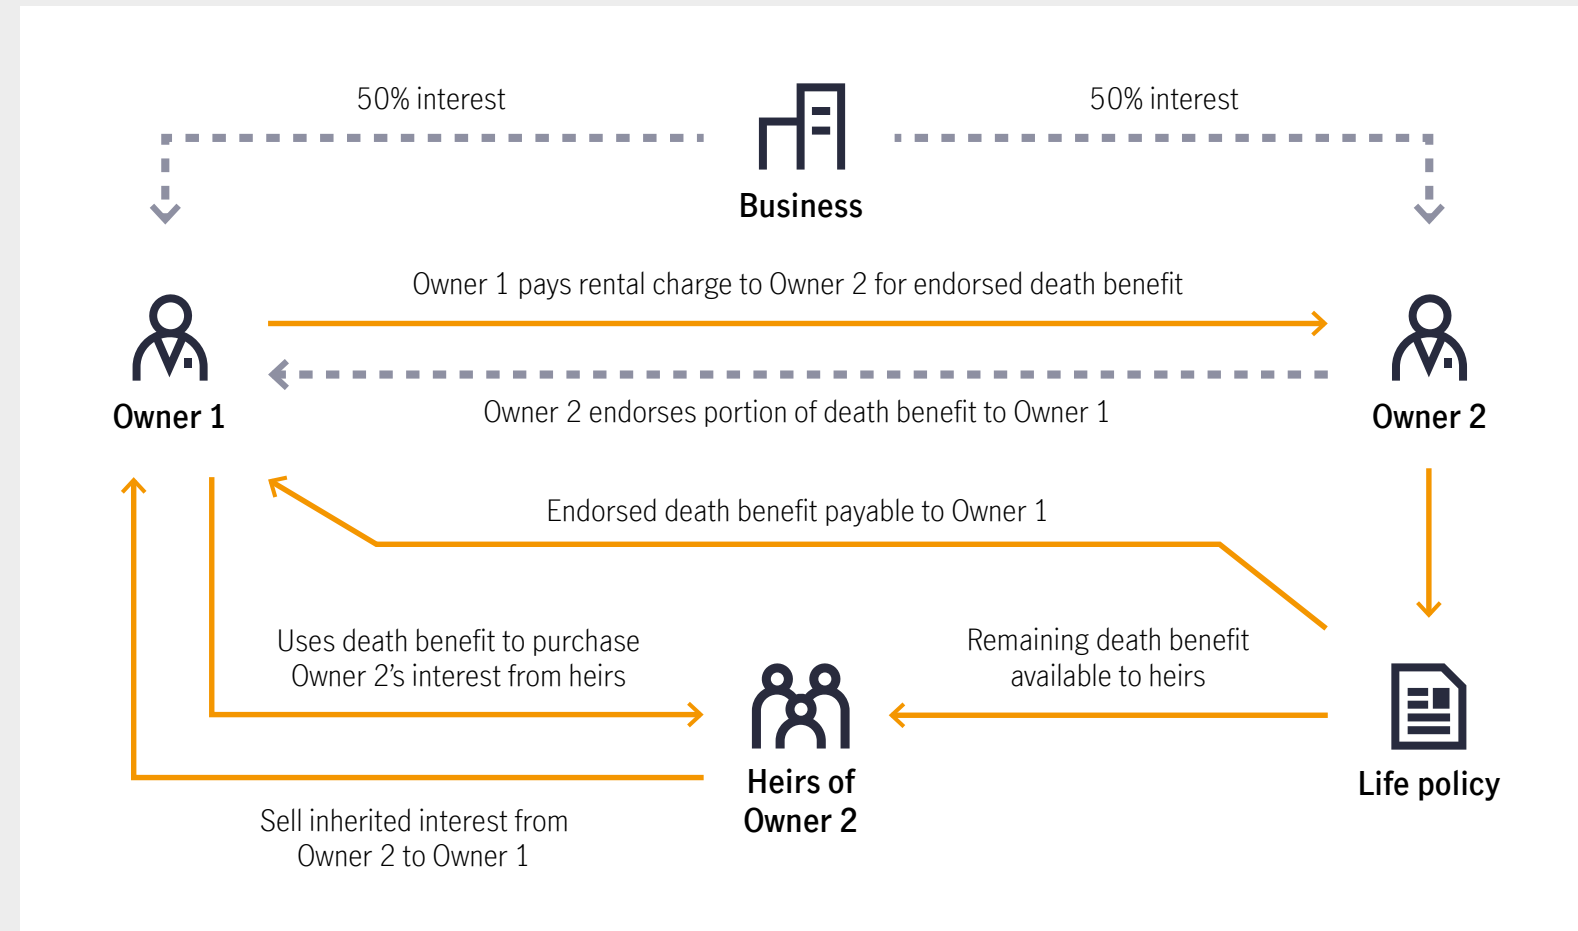 50% interest
50% interest
Business
Owner 1 pays rental charge to Owner 2 for endorsed death benefit
Owner 1
Owner 2 endorses portion of death benefit to Owner 1
Owner 2
Endorsed death benefit payable to Owner 1
Uses death benefit to purchase
Owner 2’s interest from heirs
Remaining death benefit
available to heirs
Heirs of
Owner 2
Life policy
Sell inherited interest from
Owner 2 to Owner 1